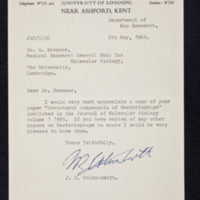 (UNIVERSITY OF LONDON)
NEAR ASHFORD, KENT
Department of
Hop Research,
6th May, 1964.
Dr. S. Brenner,
Medical Research Council Unit for
Molecular Biology,
The University,
Cambridge.
Dear Dr. Brenner,
I would very much appreciate a copy of your
paper "Structural components of Bacteriophage"
published in the Journal of Molecular Biology
volume 1 1959. If you have copies of any other
papers on Bacteriophage to spare I would be very
pleased to have them.
Yours faithfully,